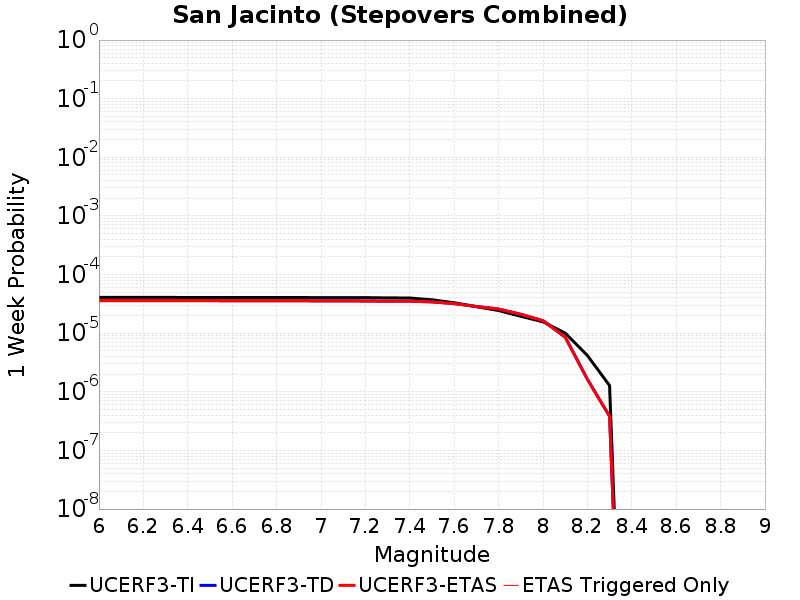 San Jacinto (Stepovers Combined)
10^0
10^-1
10^-2
10^-3
10^-4
10^-5
10^-6
10^-7
10^-8
1 Week Probability
6 6.2 6.4 6.6 6.8 7 7.2 7.4 7.6 7.8 8 8.2 8.4 8.6 8.8 9
Magnitude
UCERF3-TI UCERF3-TD UCERF3-ETAS ETAS Triggered Only